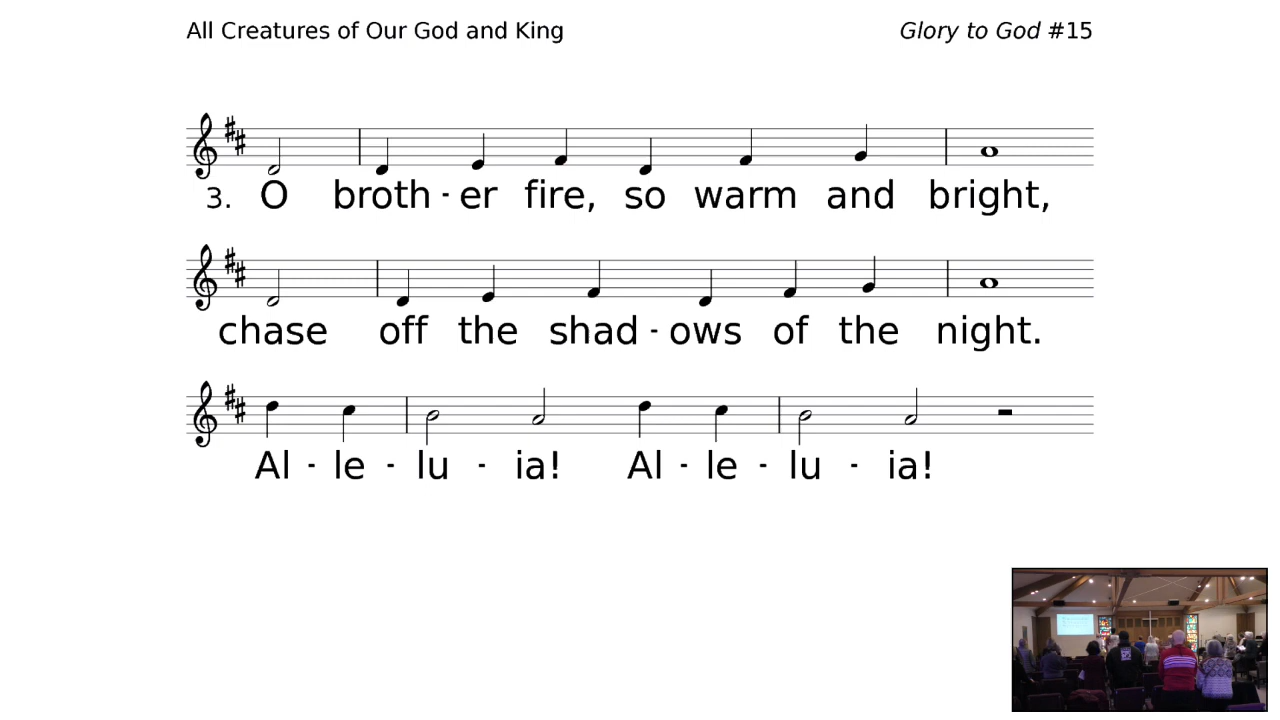 All Creatures of Our God and King
Glory to God #15
3. O broth - er fire, so warm and bright,
chase off the shad - ows of the night.
Al - le - lu - ia! Al - le - lu - ia!